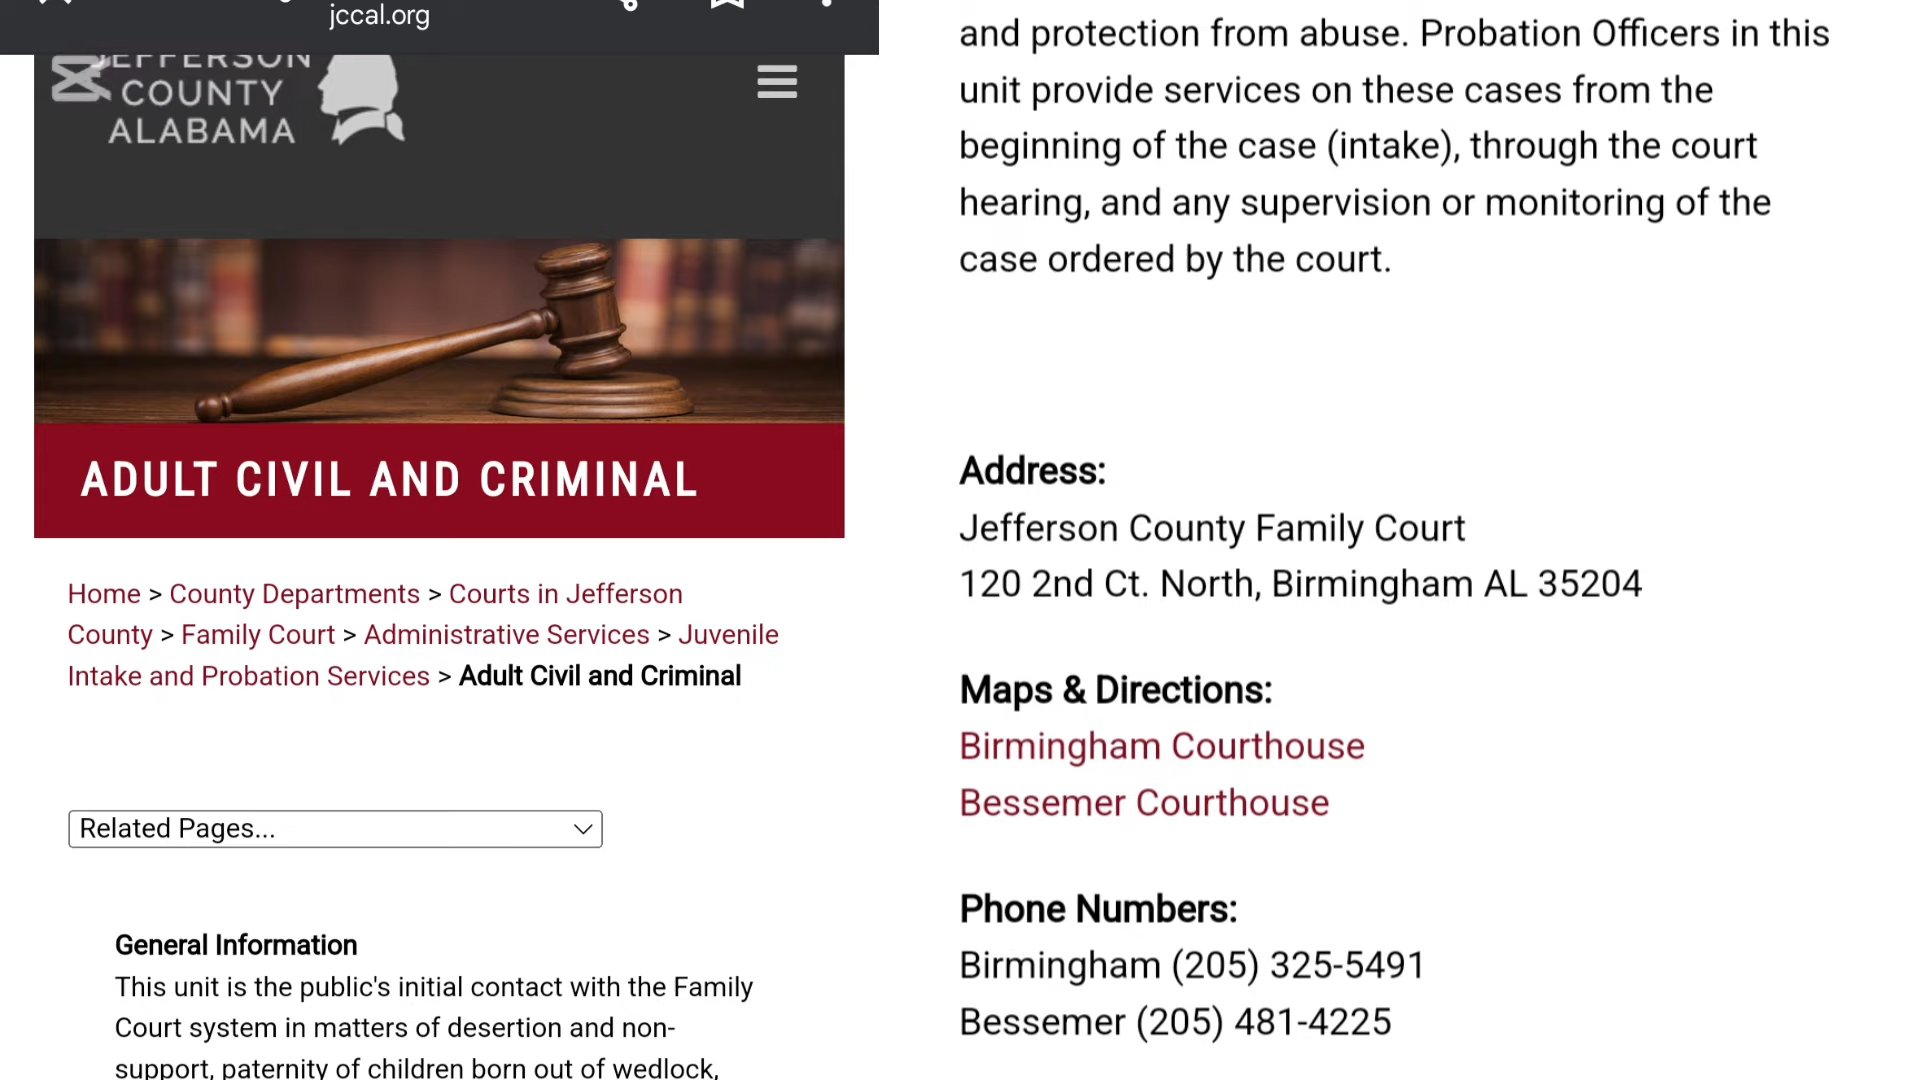 jccal.org
JEFFERSON
COUNTY
ALABAMA
ADULT CIVIL AND CRIMINAL
Home > County Departments > Courts in Jefferson
County > Family Court > Administrative Services > Juvenile
Intake and Probation Services > Adult Civil and Criminal
Related Pages...
General Information
This unit is the public's initial contact with the Family
Court system in matters of desertion and non-
support, paternity of children born out of wedlock,
and protection from abuse. Probation Officers in this
unit provide services on these cases from the
beginning of the case (intake), through the court
hearing, and any supervision or monitoring of the
case ordered by the court.
Address:
Jefferson County Family Court
120 2nd Ct. North, Birmingham AL 35204
Maps & Directions:
Birmingham Courthouse
Bessemer Courthouse
Phone Numbers:
Birmingham (205) 325-5491
Bessemer (205) 481-4225